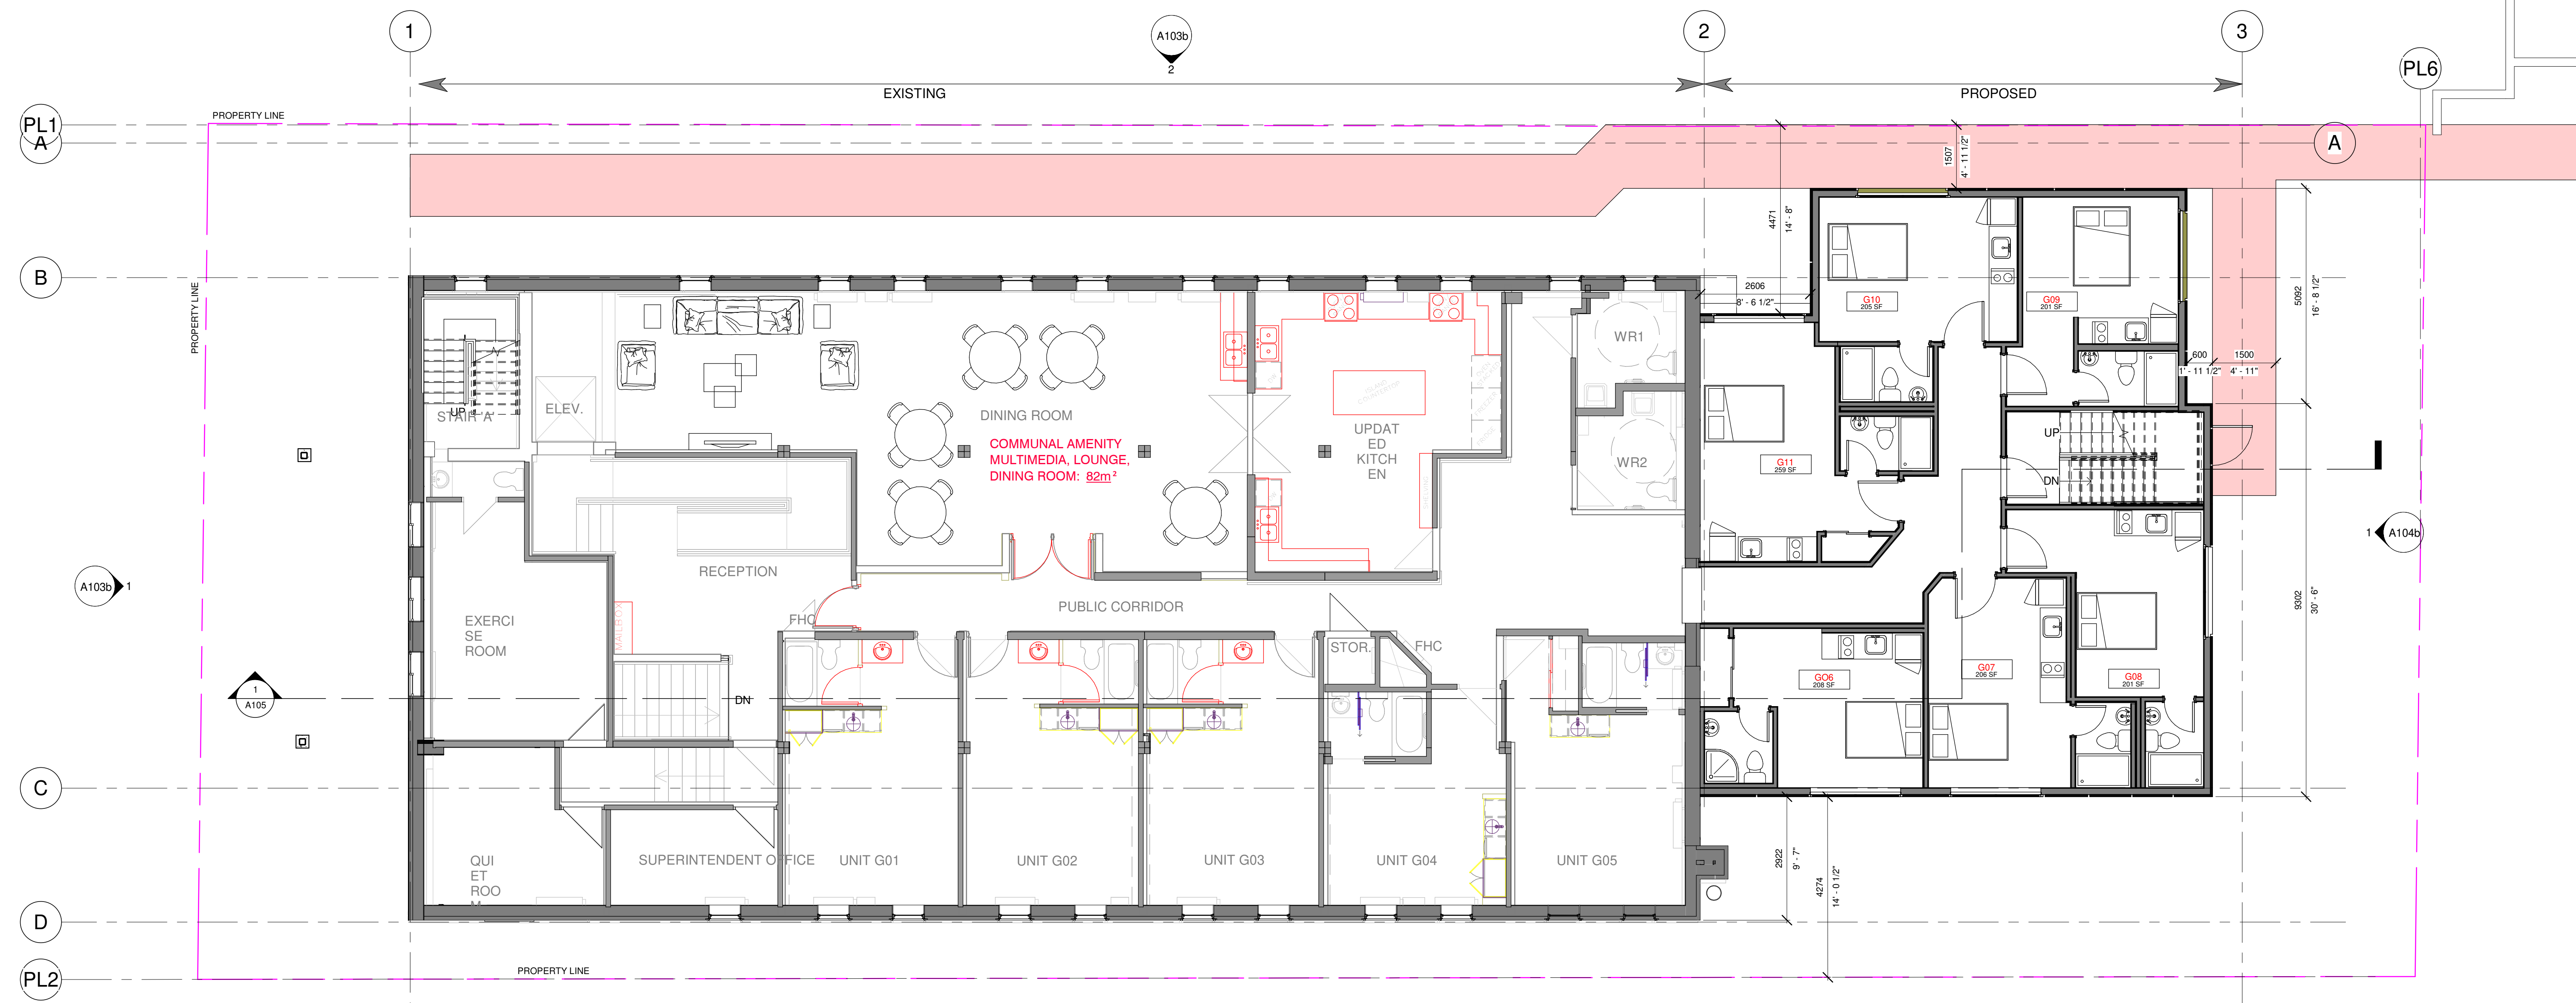 1
A103b
2
2
3
PL6
EXISTING
PROPOSED
PROPERTY LINE
PL1
A
A
1507
4' - 11 1/2"
4471
14' - 8"
B
PROPERTY LINE
2606
8' - 6 1/2"
G10
205 SF
G09
201 SF
5092
16' - 8 1/2"
600
1' - 11 1/2"
1500
4' - 11"
WR1
UP
STAIR 'A'
ELEV.
DINING ROOM
COMMUNAL AMENITY
MULTIMEDIA, LOUNGE,
DINING ROOM: 82m²
UPDAT
ED
KITCH
EN
WR2
UP
DN
G11
259 SF
RECEPTION
A103b
1
1
A104b
EXERCI
SE
ROOM
MAILBOX
FHC
PUBLIC CORRIDOR
9302
30' - 6"
STOR.
FHC
GO6
208 SF
G07
206 SF
G08
201 SF
1
A105
DN
C
QUI
ET
ROO
M
SUPERINTENDENT OFFICE
UNIT G01
UNIT G02
UNIT G03
UNIT G04
UNIT G05
2922
9' - 7"
4274
14' - 0 1/2"
D
PL2
PROPERTY LINE